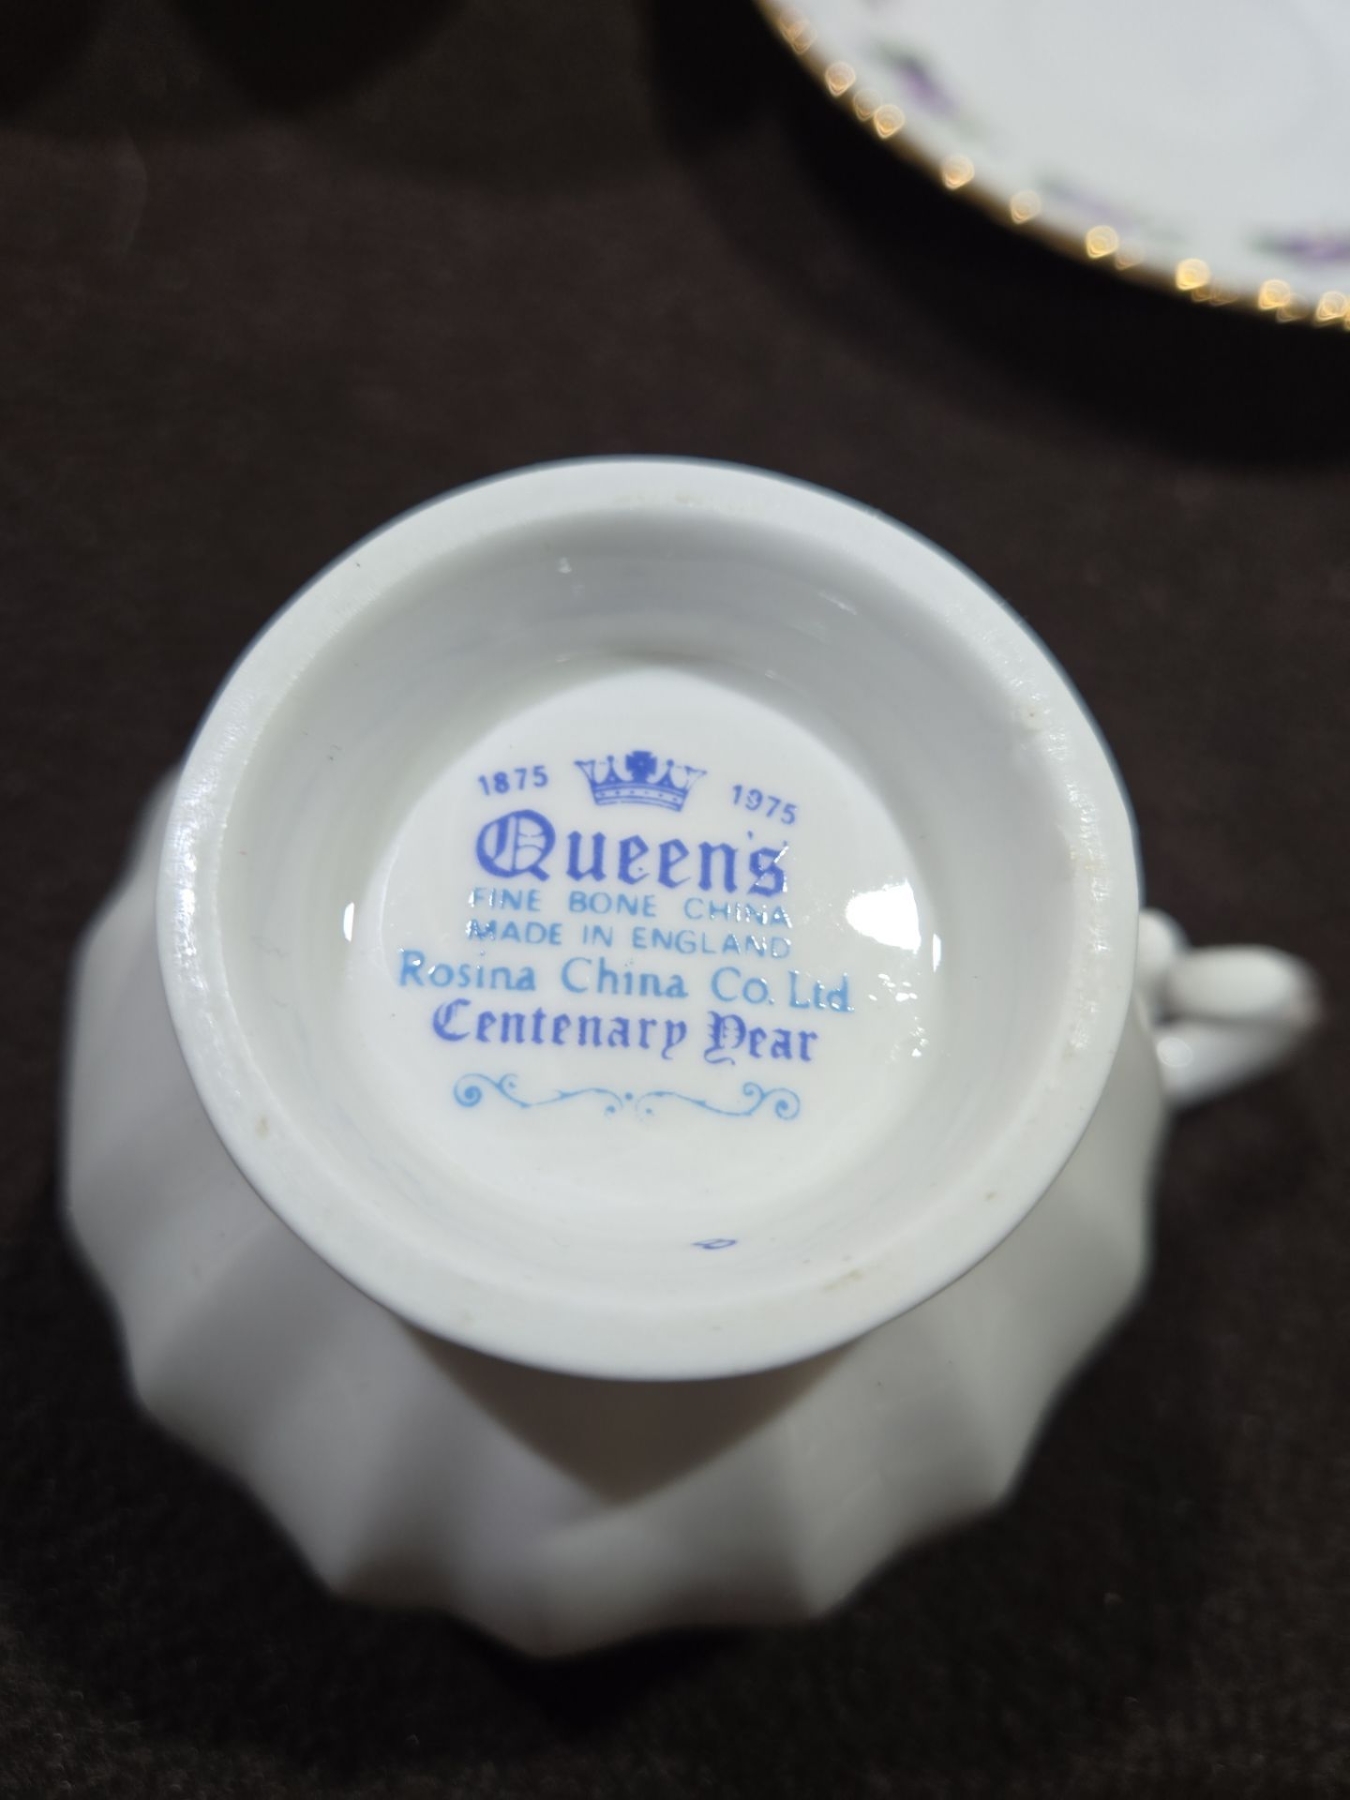 1875 1975
Queen's
FINE BONE CHINA
MADE IN ENGLAND
Rosina China Co. Ltd.
Centenary Year